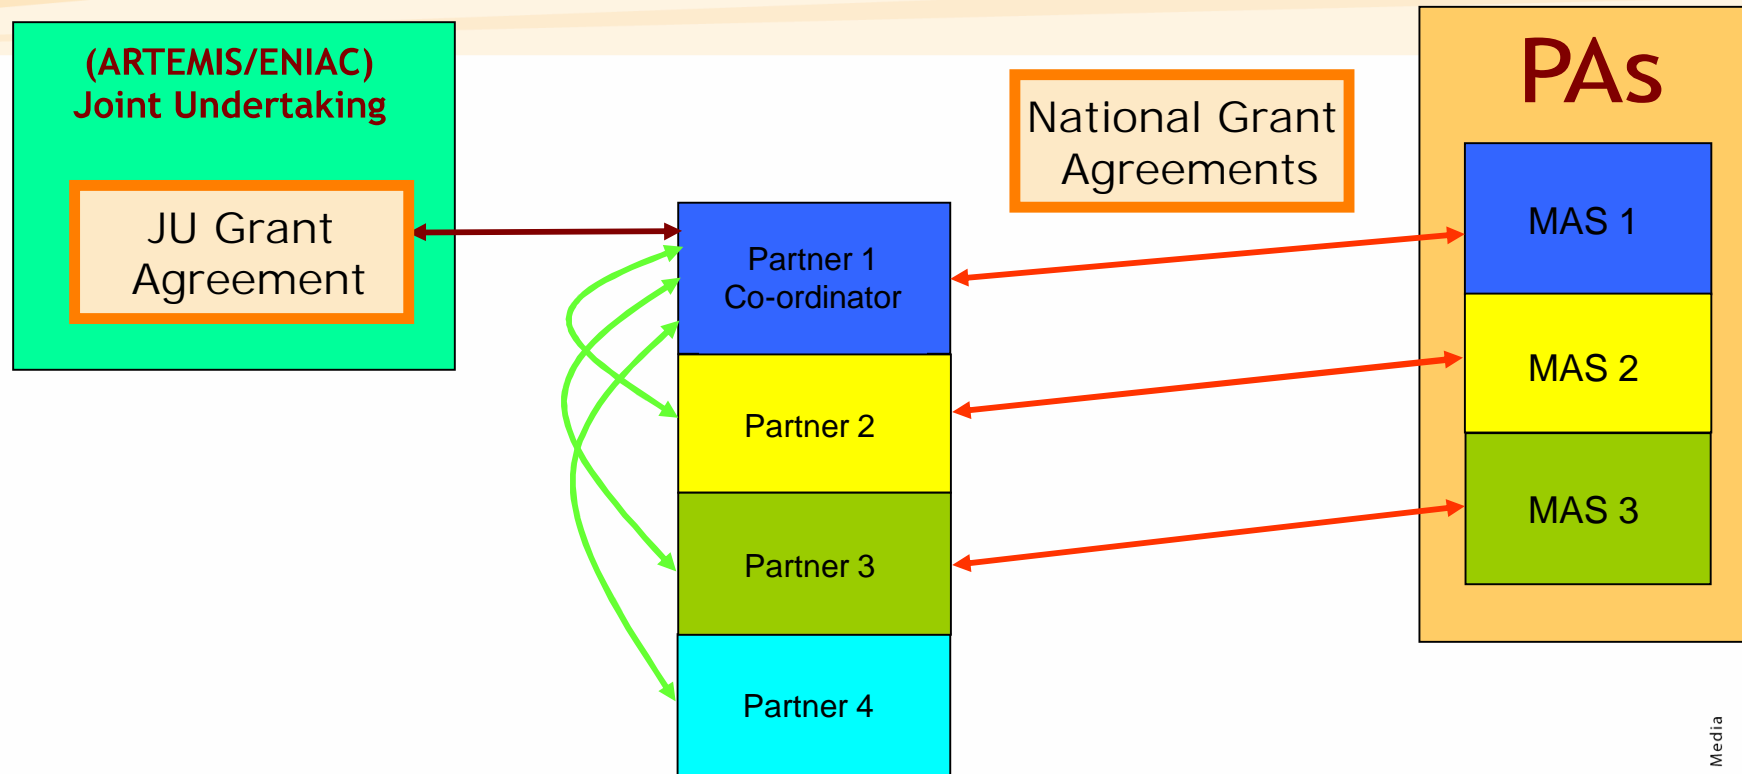 (ARTEMIS/ENIAC)
Joint Undertaking
JU Grant
Agreement
Partner 1
Co-ordinator
Partner 2
Partner 3
Partner 4
National Grant
Agreements
PAs
MAS 1
MAS 2
MAS 3
Media